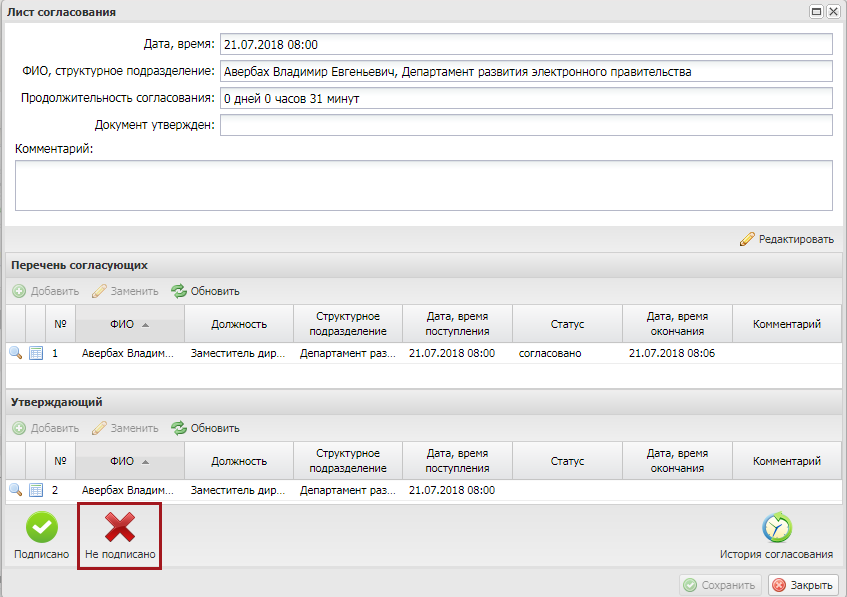 Лист согласования
Дата, время: 21.07.2018 08:00
ФИО, структурное подразделение: Авербах Владимир Евгеньевич, Департамент развития электронного правительства
Продолжительность согласования: 0 дней 0 часов 31 минут
Документ утвержден:
Комментарий:
Редактировать
Перечень согласующих
Добавить Заменить Обновить
№ ФИО Должность Структурное подразделение Дата, время поступления Статус Дата, время окончания Комментарий
1 Авербах Владим... Заместитель дир... Департамент раз... 21.07.2018 08:00 согласовано 21.07.2018 08:06
Утверждающий
Добавить Заменить Обновить
№ ФИО Должность Структурное подразделение Дата, время поступления Статус Дата, время окончания Комментарий
2 Авербах Владим... Заместитель дир... Департамент раз... 21.07.2018 08:00
Подписано Не подписано История согласования
Сохранить Закрыть